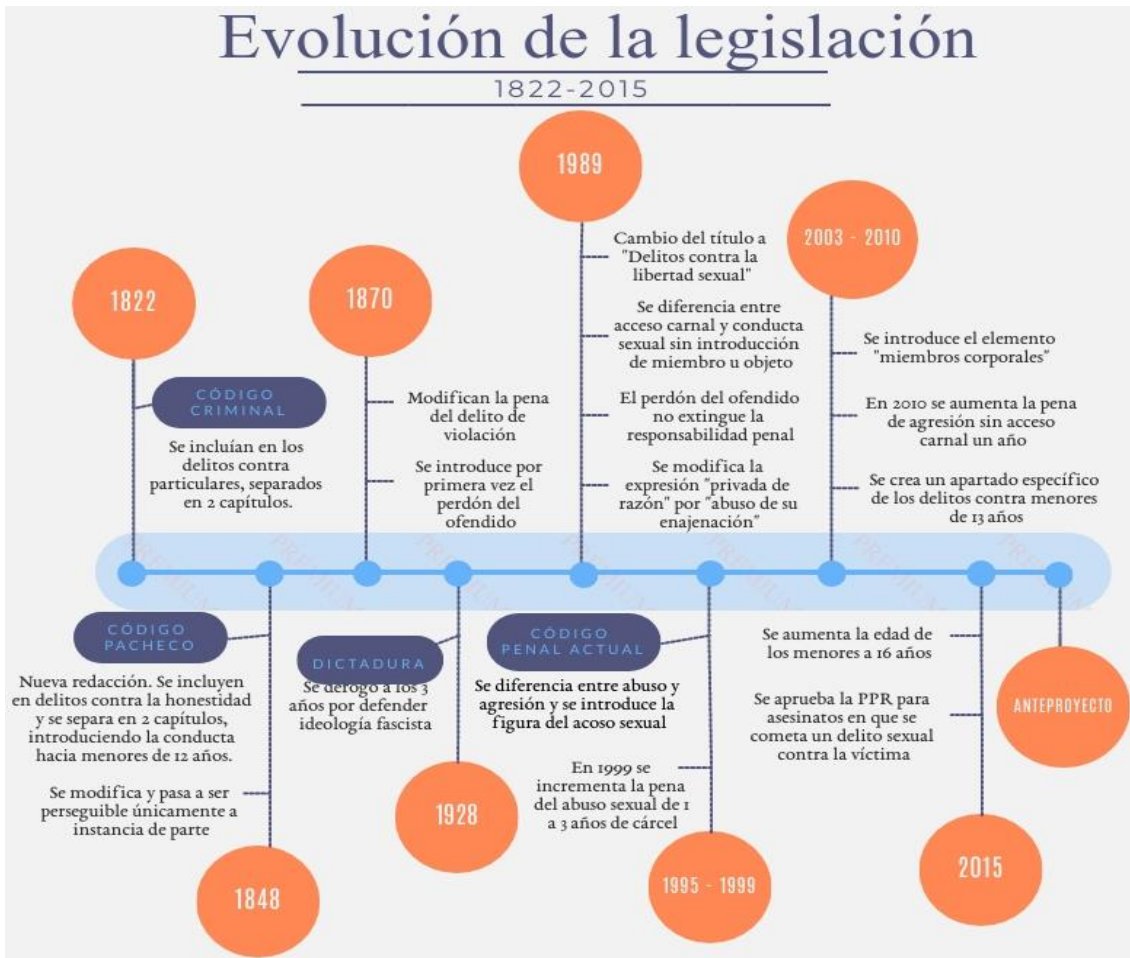 Evolución de la legislación
1822-2015
1822
CÓDIGO
CRIMINAL
Se incluían en los
delitos contra
particulares, separados
en 2 capítulos.
CÓDIGO
PACHECO
Nueva redacción. Se incluyen
en delitos contra la honestidad
y se separa en 2 capítulos,
introduciendo la conducta
hacia menores de 12 años.
Se modifica y pasa a ser
perseguible únicamente a
instancia de parte
1848
1870
Modifican la pena
del delito de
violación
Se introduce por
primera vez el
perdón del
ofendido
DICTADURA
Se derogó a los 3
años por defender
ideología fascista
1928
1989
Cambio del título a
"Delitos contra la
libertad sexual"
Se diferencia entre
acceso carnal y conducta
sexual sin introducción
de miembro u objeto
El perdón del ofendido
no extingue la
responsabilidad penal
Se modifica la
expresión "privada de
razón" por "abuso de su
enajenación"
CÓDIGO
PENAL ACTUAL
Se diferencia entre abuso y
agresión y se introduce la
figura del acoso sexual
En 1999 se
incrementa la pena
del abuso sexual de 1
a 3 años de cárcel
1995 - 1999
2003 - 2010
Se introduce el elemento
"miembros corporales"
En 2010 se aumenta la pena
de agresión sin acceso
carnal un año
Se crea un apartado específico
de los delitos contra menores
de 13 años
Se aumenta la edad de
los menores a 16 años
Se aprueba la PPR para
asesinatos en que se
cometa un delito sexual
contra la víctima
2015
ANTEPROYECTO
PREMIUM
PREMIUM
PREMIUM
PREMIUM
PREMIUM
PREMIUM
PREMIUM